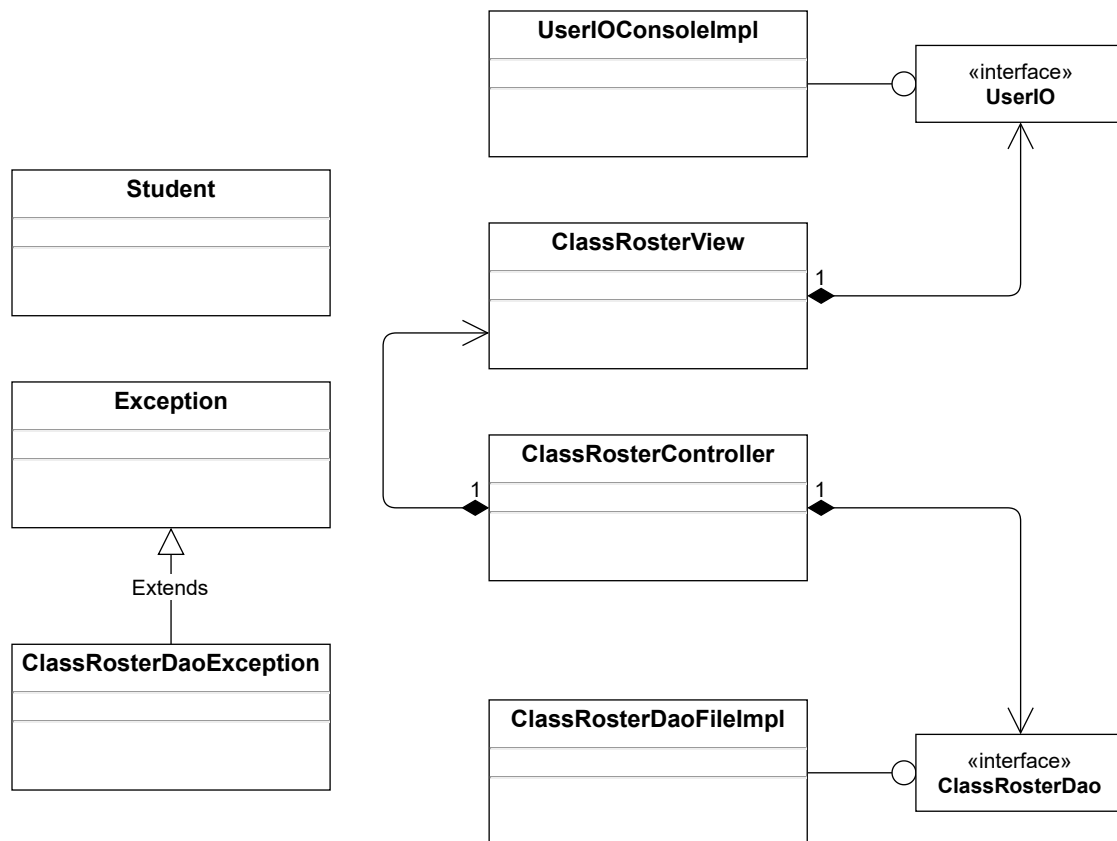 UserIOConsoleImpl
«interface»
UserIO
Student
ClassRosterView
1
Exception
ClassRosterController
1
1
Extends
ClassRosterDaoException
ClassRosterDaoFileImpl
«interface»
ClassRosterDao